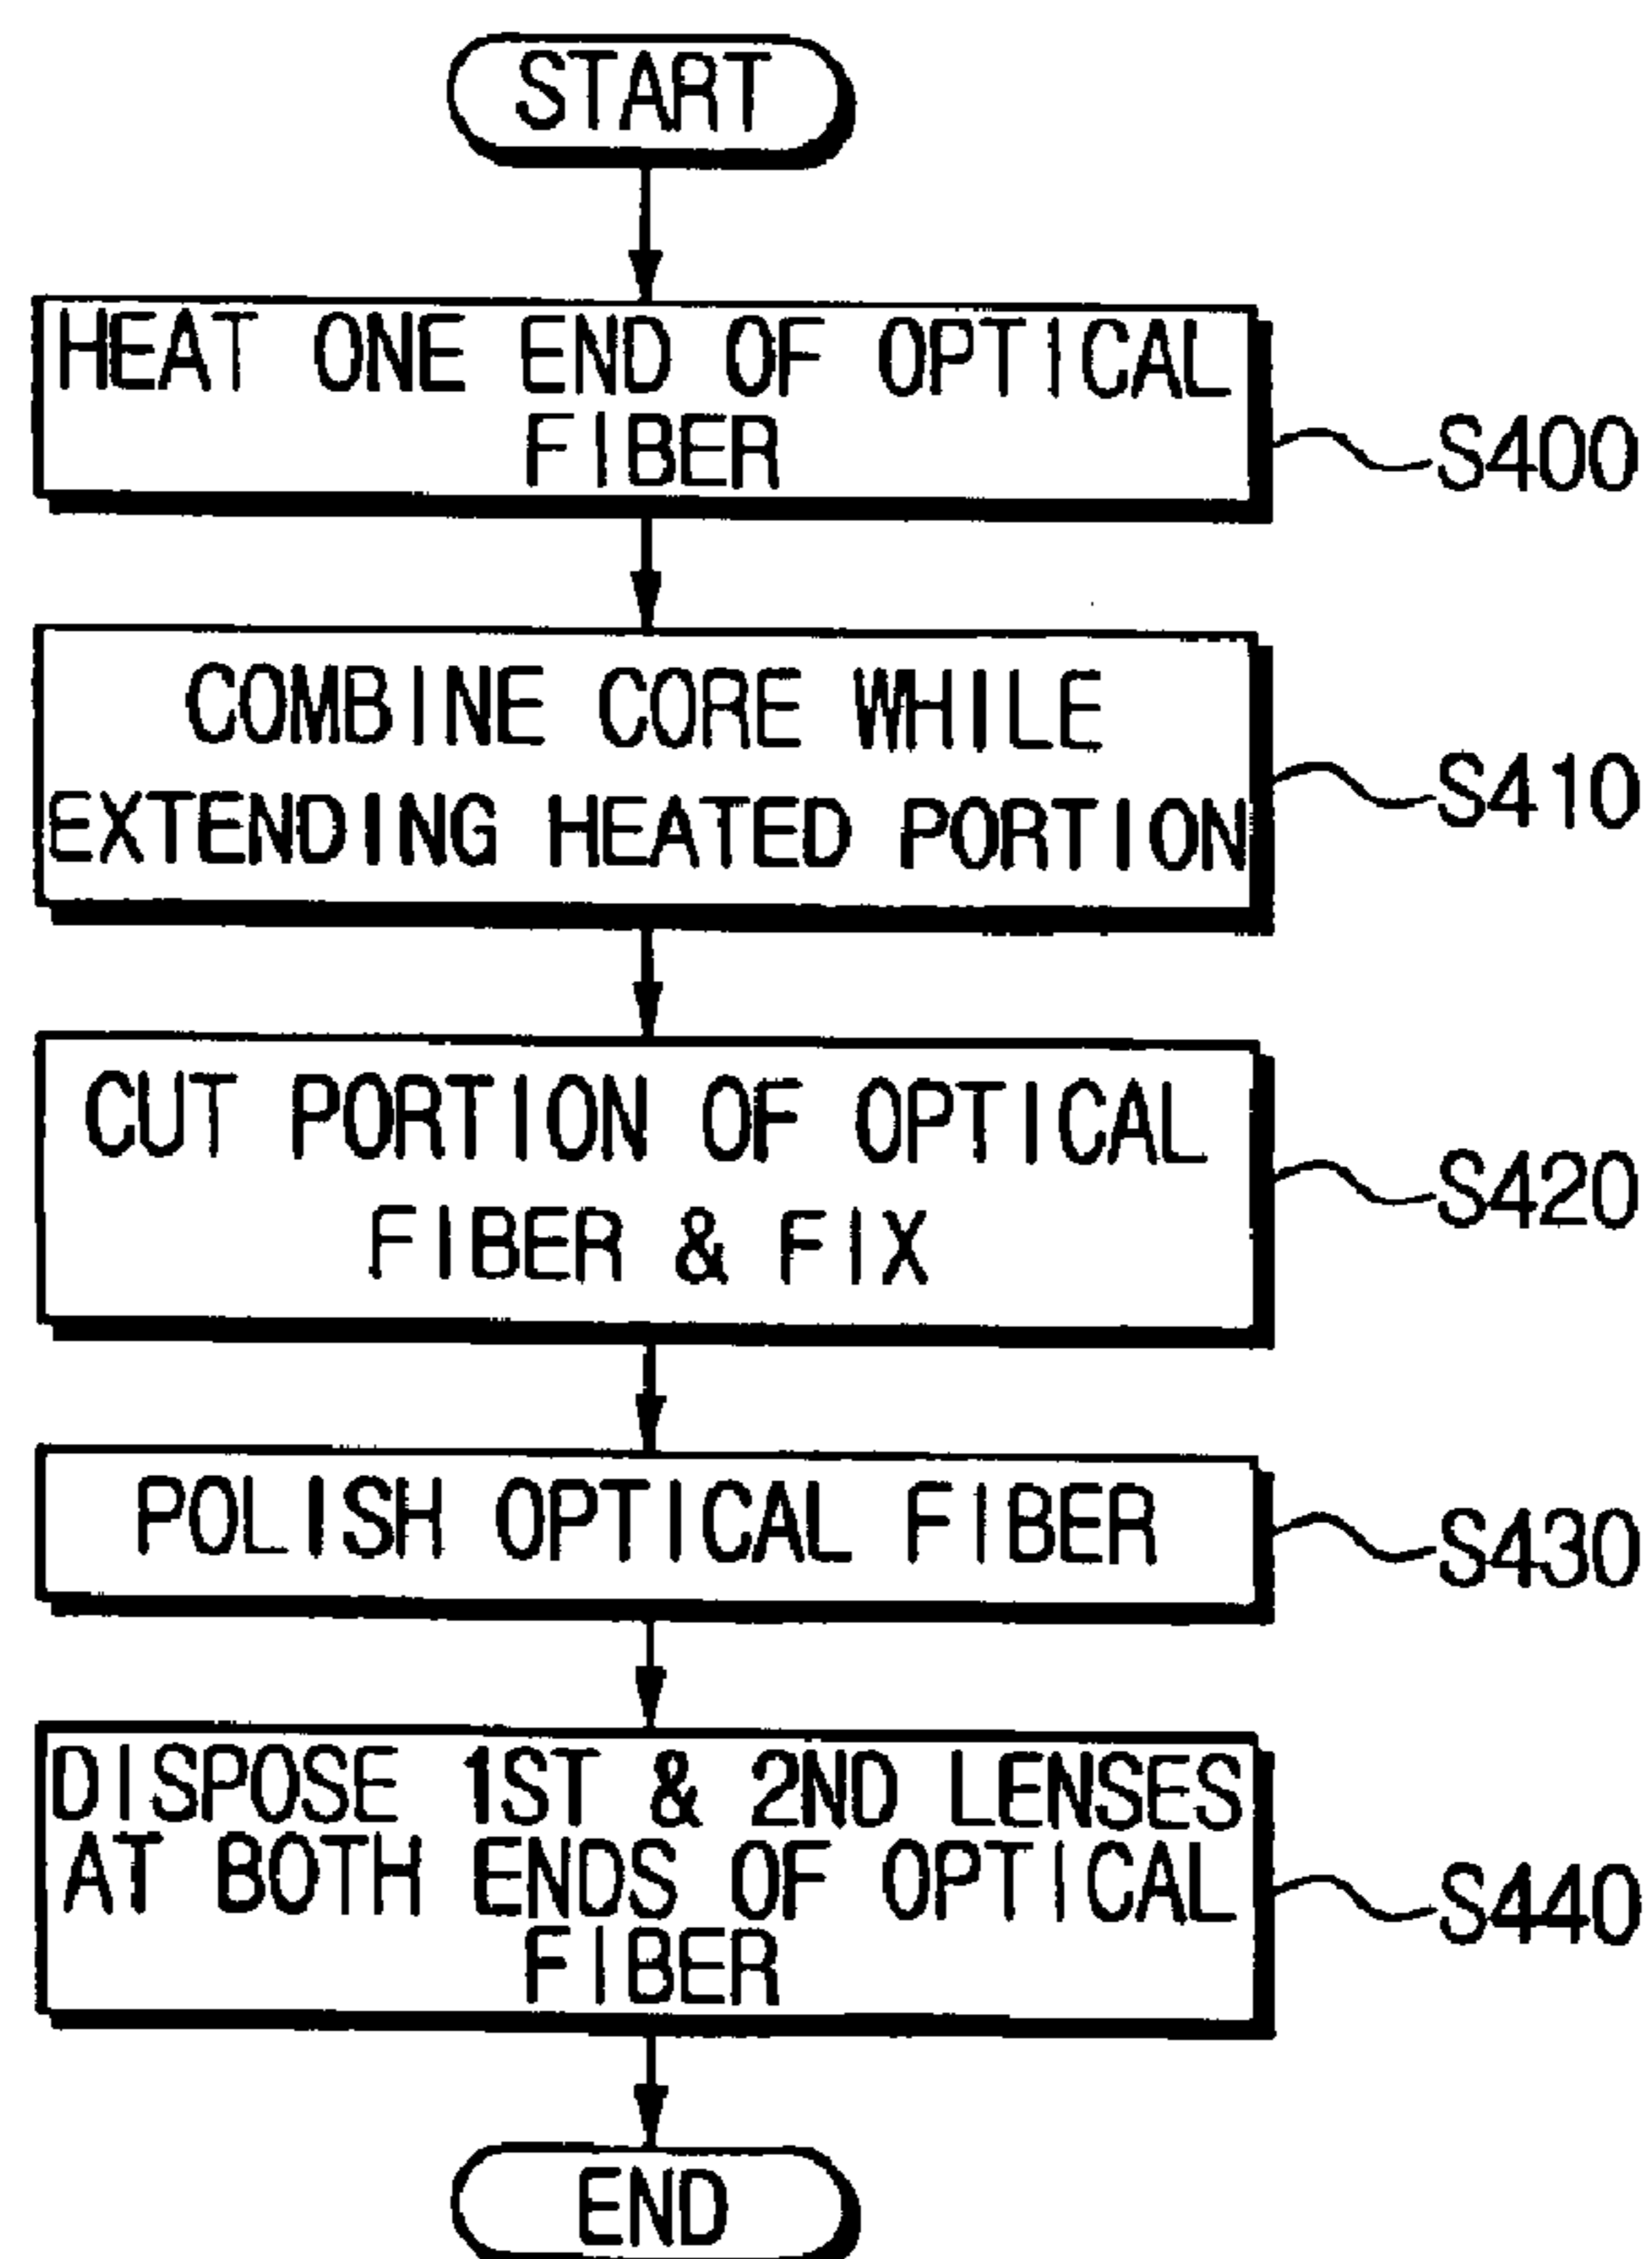 START
HEAT ONE END OF OPTICAL
FIBER
S400
COMBINE CORE WHILE
EXTENDING HEATED PORTION
S410
CUT PORTION OF OPTICAL
FIBER & FIX
S420
POLISH OPTICAL FIBER
S430
DISPOSE 1ST & 2ND LENSES
AT BOTH ENDS OF OPTICAL
FIBER
S440
END